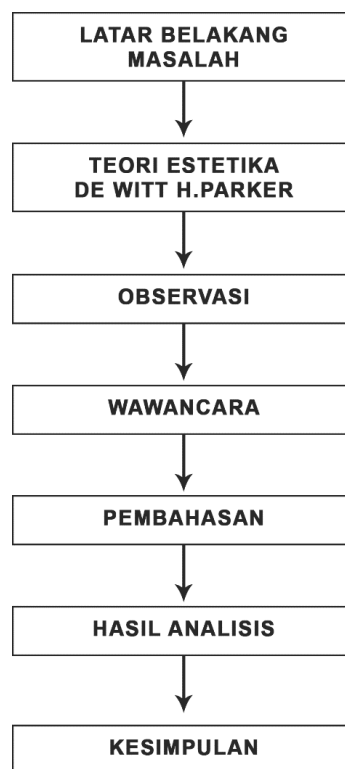 LATAR BELAKANG
MASALAH
TEORI ESTETIKA
DE WITT H.PARKER
OBSERVASI
WAWANCARA
PEMBAHASAN
HASIL ANALISIS
KESIMPULAN